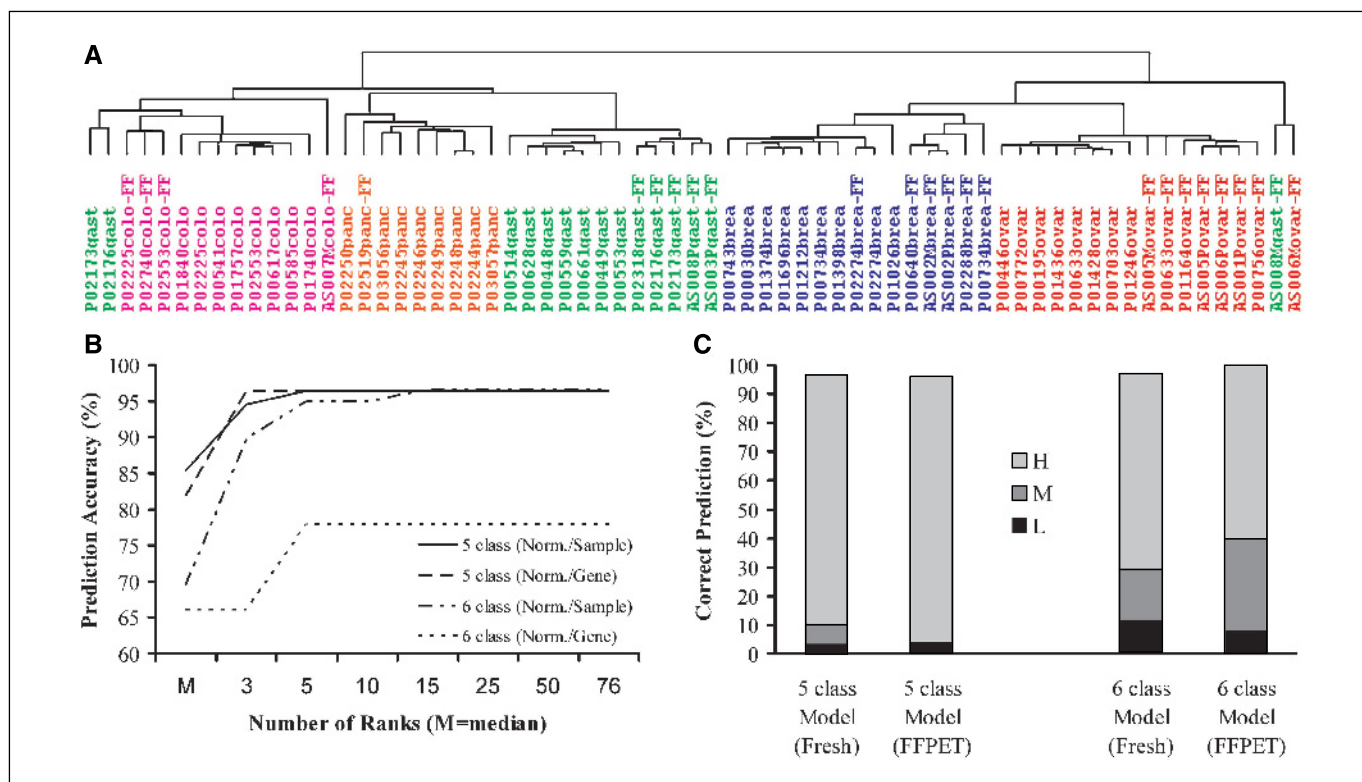 A
P02173gast
P02176gast
P02225colo-FF
P02740colo-FF
P02553colo-FF
P01840colo
P02225colo
P00541colo
P01757colo
P02553colo
P00617colo
P00585colo
P01740colo
AS007Mcolo-FF
P02250panc
P02519panc-FF
P03056panc
P02245panc
P02246panc
P02249panc
P02248panc
P02244panc
P03057panc
P00514gast
P00628gast
P00448gast
P00559gast
P00661gast
P00449gast
P00553gast
P02318gast-FF
P02176gast-FF
P02173gast-FF
AS008Pgast-FF
AS003Pgast-FF
P00743brea
P00030brea
P01374brea
P01696brea
P01212brea
P00734brea
P01398brea
P02274brea-FF
P02274brea
P01026brea
P00640brea-FF
AS002Mbrea-FF
AS002Pbrea-FF
P02288brea-FF
P00734brea-FF
P00446ovar
P00772ovar
P00195ovar
P01436ovar
P00633ovar
P01428ovar
P00703ovar
P01246ovar
AS005Movar-FF
P00633ovar-FF
P01164ovar-FF
AS005Povar-FF
AS006Povar-FF
AS001Povar-FF
P00756ovar-FF
AS008Mgast-FF
AS006Movar-FF
B
Prediction Accuracy (%)
100
95
90
85
80
75
70
65
60
5 class (Norm./Sample)
5 class (Norm./Gene)
6 class (Norm./Sample)
6 class (Norm./Gene)
M 3 5 10 15 25 50 76
Number of Ranks (M=median)
C
Correct Prediction (%)
100
90
80
70
60
50
40
30
20
10
0
H
M
L
5 class
Model
(Fresh)
5 class
Model
(FFPET)
6 class
Model
(Fresh)
6 class
Model
(FFPET)